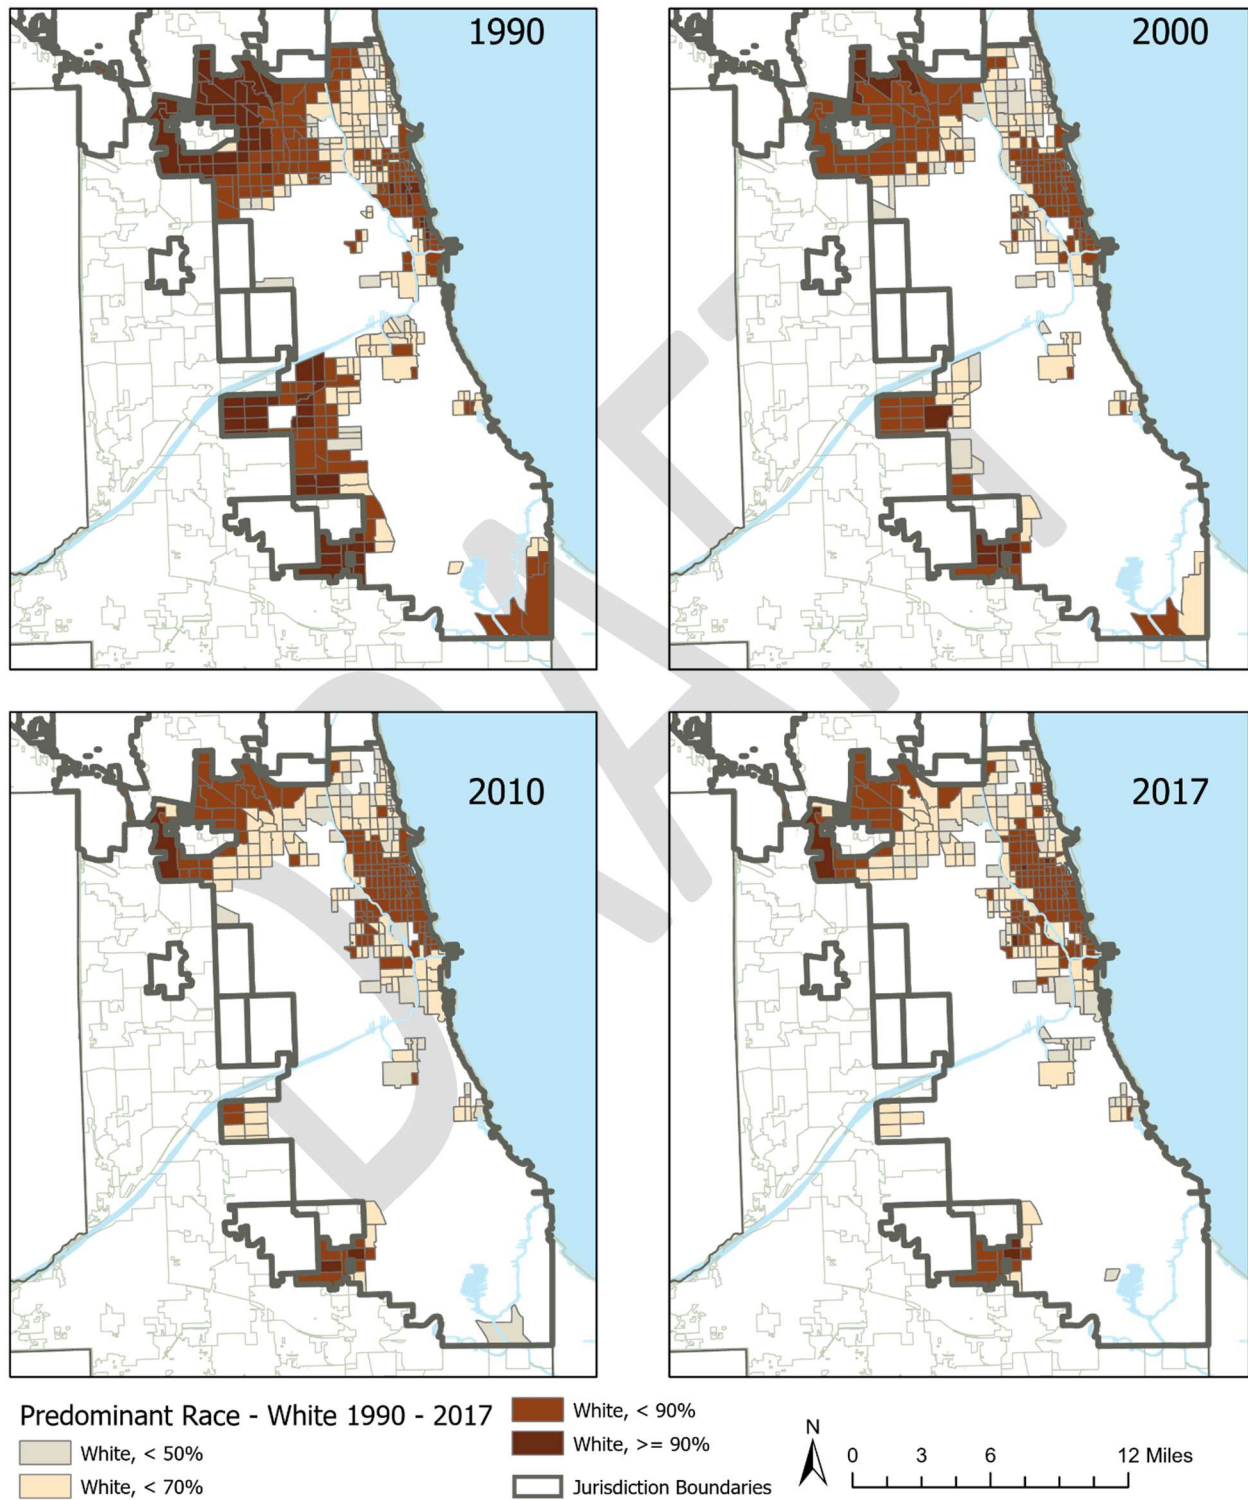 1990
2000
2010
2017
DRAFT
Predominant Race - White 1990 - 2017
White, < 50%
White, < 70%
White, < 90%
White, >= 90%
Jurisdiction Boundaries
N
0 3 6 12 Miles